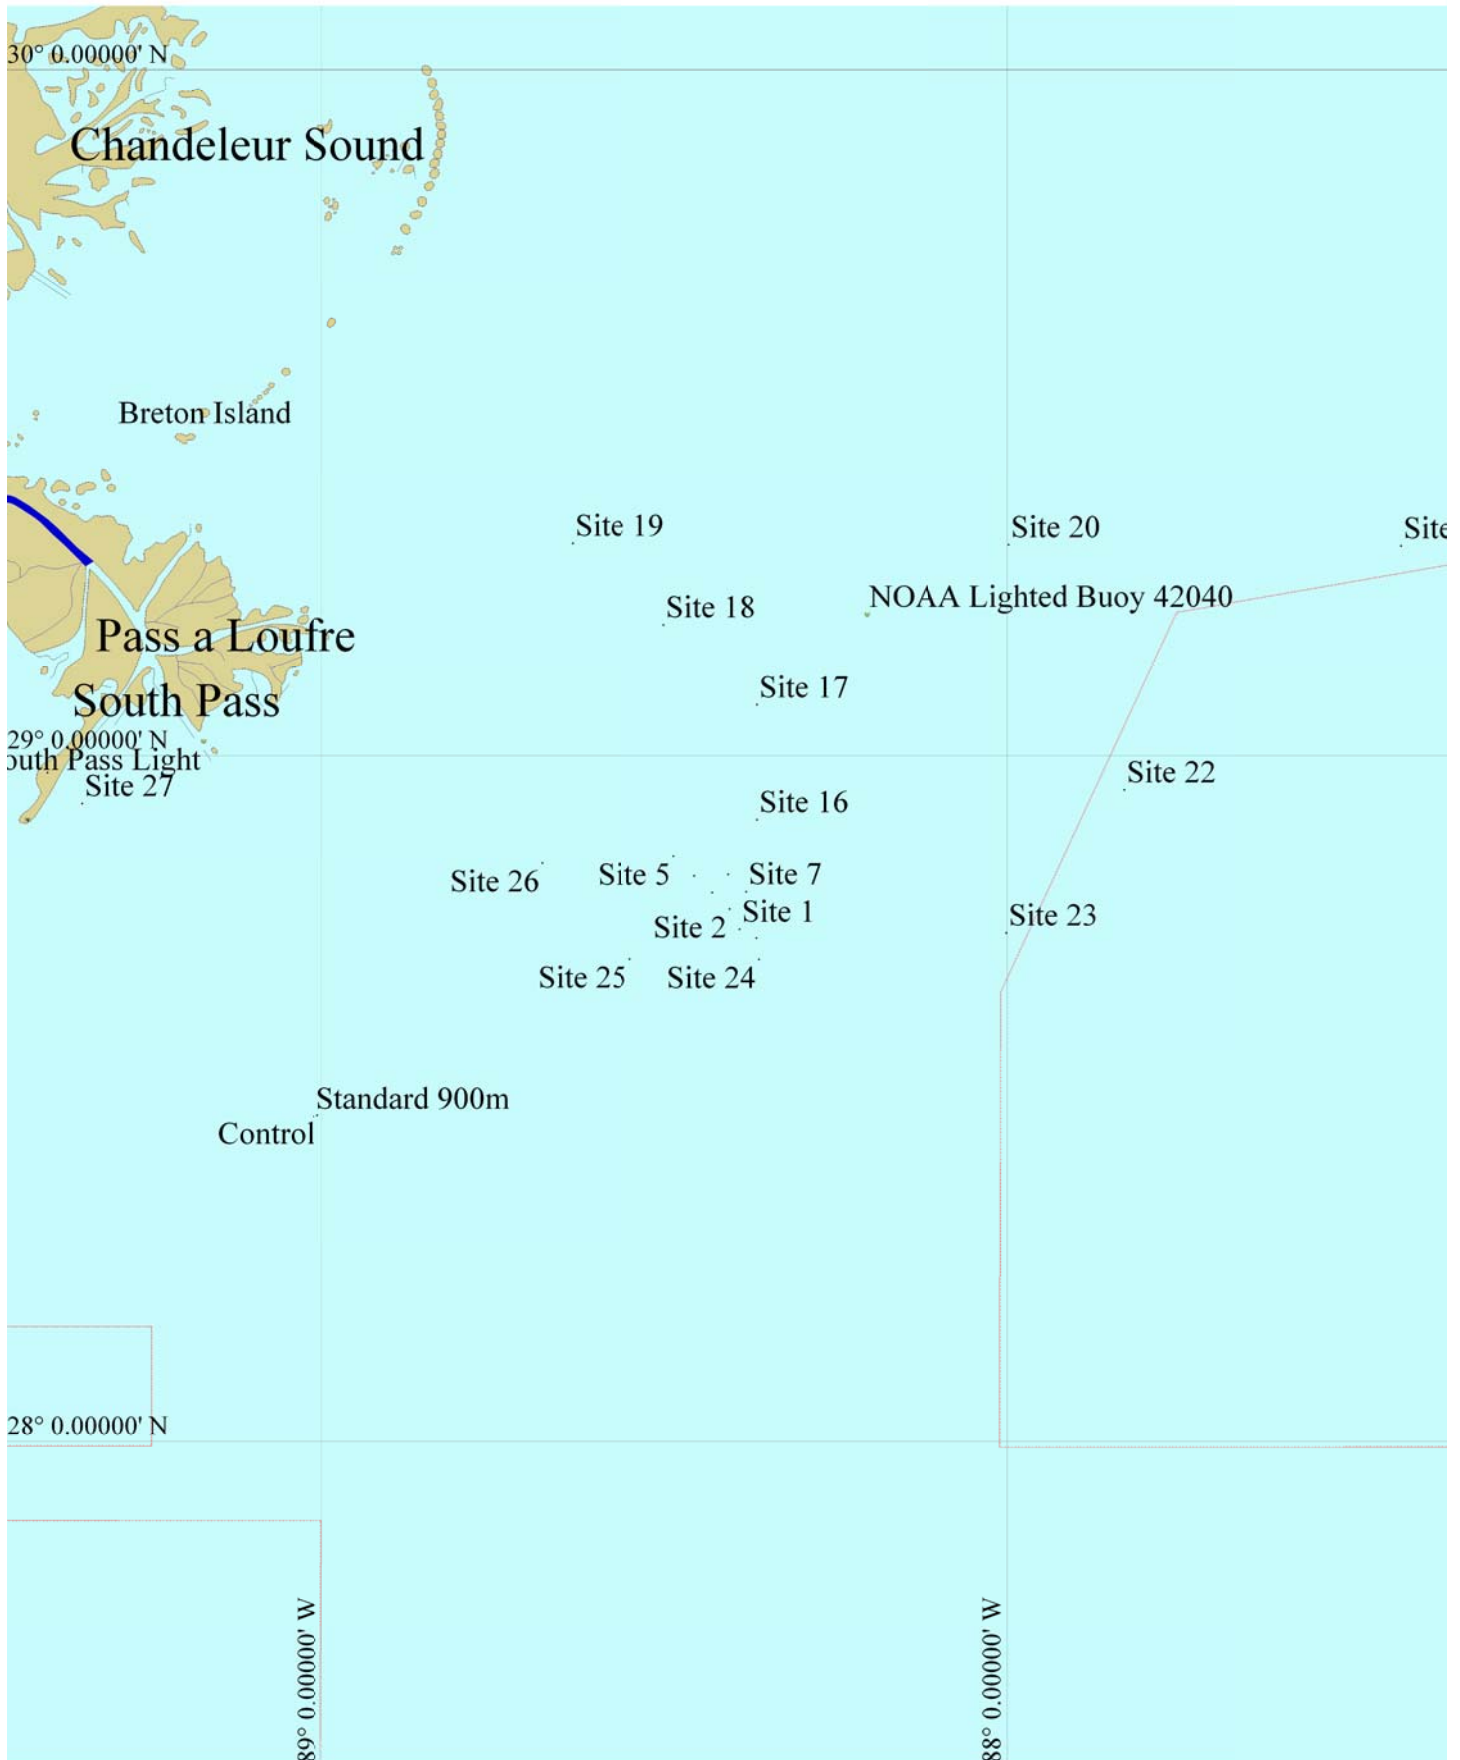 30° 0.00000' N
Chandeleur Sound
Breton Island
Site 19
Site 20
Site
NOAA Lighted Buoy 42040
Site 18
Pass a Loufre
Site 17
South Pass
29° 0.00000' N
outh Pass Light
Site 22
Site 27
Site 16
Site 26
Site 5
Site 7
Site 1
Site 2
Site 23
Site 25
Site 24
Standard 900m
Control
28° 0.00000' N
89° 0.00000' W
88° 0.00000' W